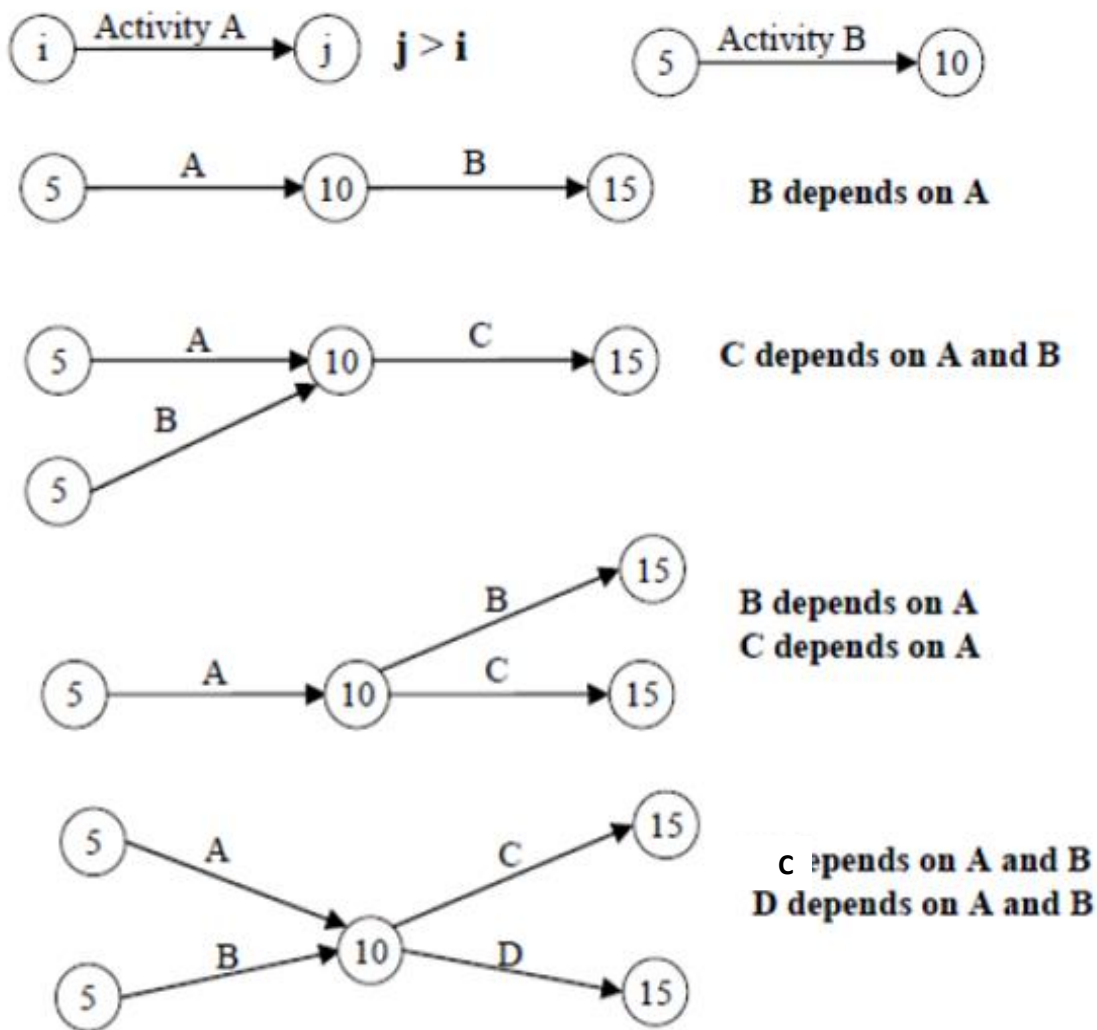 Activity A
i
j
j > i
Activity B
5
10
A
B
5
10
15
B depends on A
A
C
5
10
15
C depends on A and B
B
5
15
B
B depends on A
C depends on A
A
C
5
10
15
15
5
A
C
C epends on A and B
D depends on A and B
10
B
D
5
15